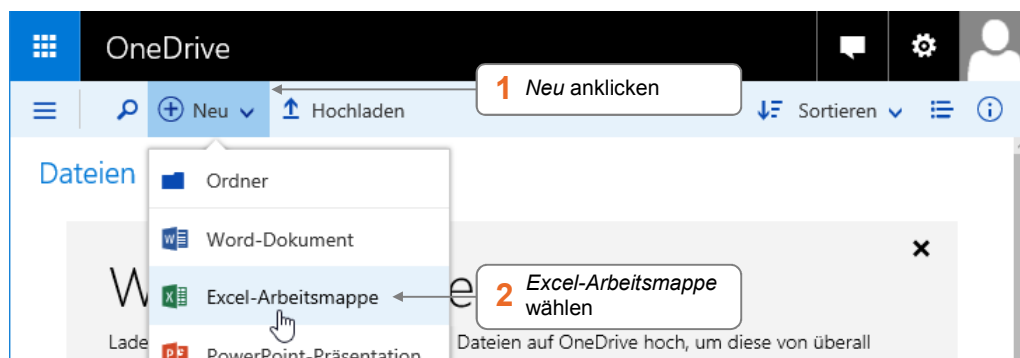 OneDrive
1 Neu anklicken
Neu
Hochladen
Sortieren
Dateien
Ordner
Word-Dokument
Excel-Arbeitsmappe
2 Excel-Arbeitsmappe
wählen
PowerPoint-Präsentation
Dateien auf OneDrive hoch, um diese von überall